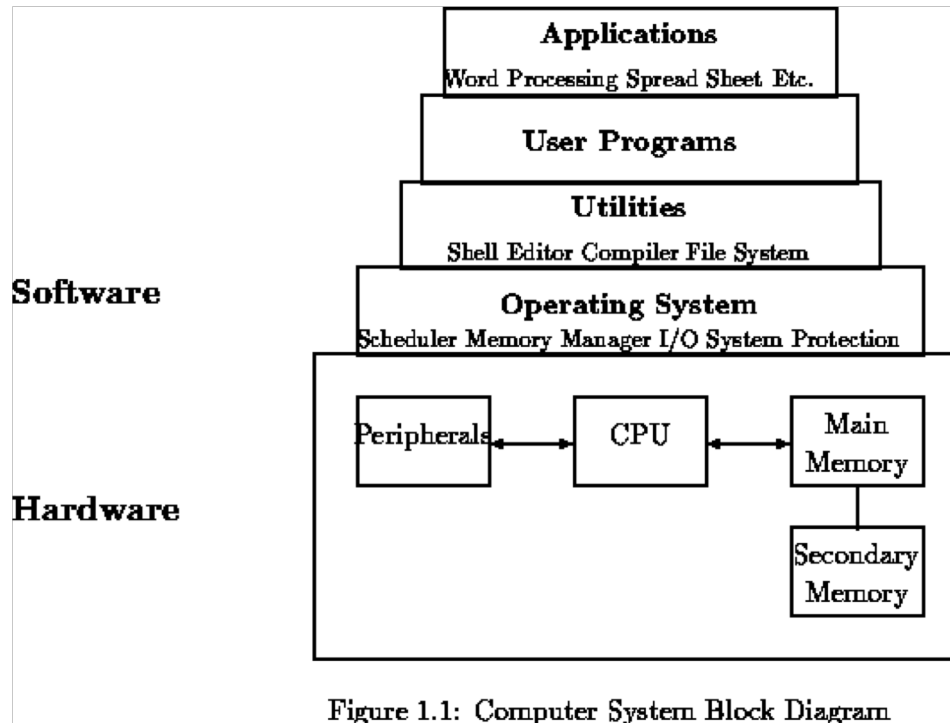 Applications
Word Processing Spread Sheet Etc.
User Programs
Utilities
Shell Editor Compiler File System
Software
Operating System
Scheduler Memory Manager I/O System Protection
Peripherals
CPU
Main
Memory
Hardware
Secondary
Memory
Figure 1.1: Computer System Block Diagram